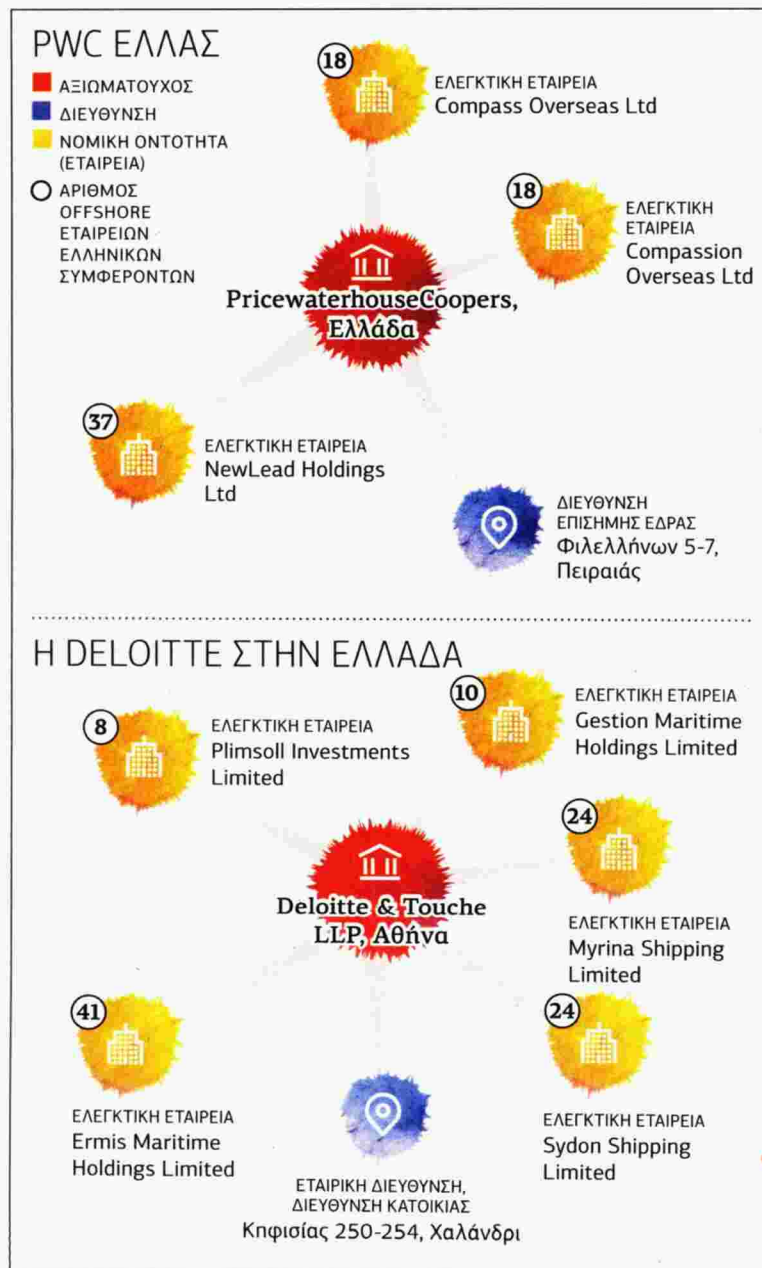 PWC ΕΛΛΑΣ
ΑΞΙΩΜΑΤΟΥΧΟΣ
ΔΙΕΥΘΥΝΣΗ
ΝΟΜΙΚΗ ΟΝΤΟΤΗΤΑ
(ΕΤΑΙΡΕΙΑ)
ΑΡΙΘΜΟΣ
OFFSHORE
ΕΤΑΙΡΕΙΩΝ
ΕΛΛΗΝΙΚΩΝ
ΣΥΜΦΕΡΟΝΤΩΝ
18
ΕΛΕΓΚΤΙΚΗ ΕΤΑΙΡΕΙΑ
Compass Overseas Ltd
18
ΕΛΕΓΚΤΙΚΗ
ΕΤΑΙΡΕΙΑ
Compassion
Overseas Ltd
PricewaterhouseCoopers,
Ελλάδα
37
ΕΛΕΓΚΤΙΚΗ ΕΤΑΙΡΕΙΑ
NewLead Holdings
Ltd
ΔΙΕΥΘΥΝΣΗ
ΕΠΙΣΗΜΗΣ ΕΔΡΑΣ
Φιλελλήνων 5-7,
Πειραιάς
Η DELOITTE ΣΤΗΝ ΕΛΛΑΔΑ
8
ΕΛΕΓΚΤΙΚΗ ΕΤΑΙΡΕΙΑ
Plimsoll Investments
Limited
10
ΕΛΕΓΚΤΙΚΗ ΕΤΑΙΡΕΙΑ
Gestion Maritime
Holdings Limited
24
ΕΛΕΓΚΤΙΚΗ ΕΤΑΙΡΕΙΑ
Myrina Shipping
Limited
Deloitte & Touche
LLP, Αθήνα
41
ΕΛΕΓΚΤΙΚΗ ΕΤΑΙΡΕΙΑ
Ermis Maritime
Holdings Limited
24
ΕΛΕΓΚΤΙΚΗ ΕΤΑΙΡΕΙΑ
Sydon Shipping
Limited
ΕΤΑΙΡΙΚΗ ΔΙΕΥΘΥΝΣΗ,
ΔΙΕΥΘΥΝΣΗ ΚΑΤΟΙΚΙΑΣ
Κηφισίας 250-254, Χαλάνδρι